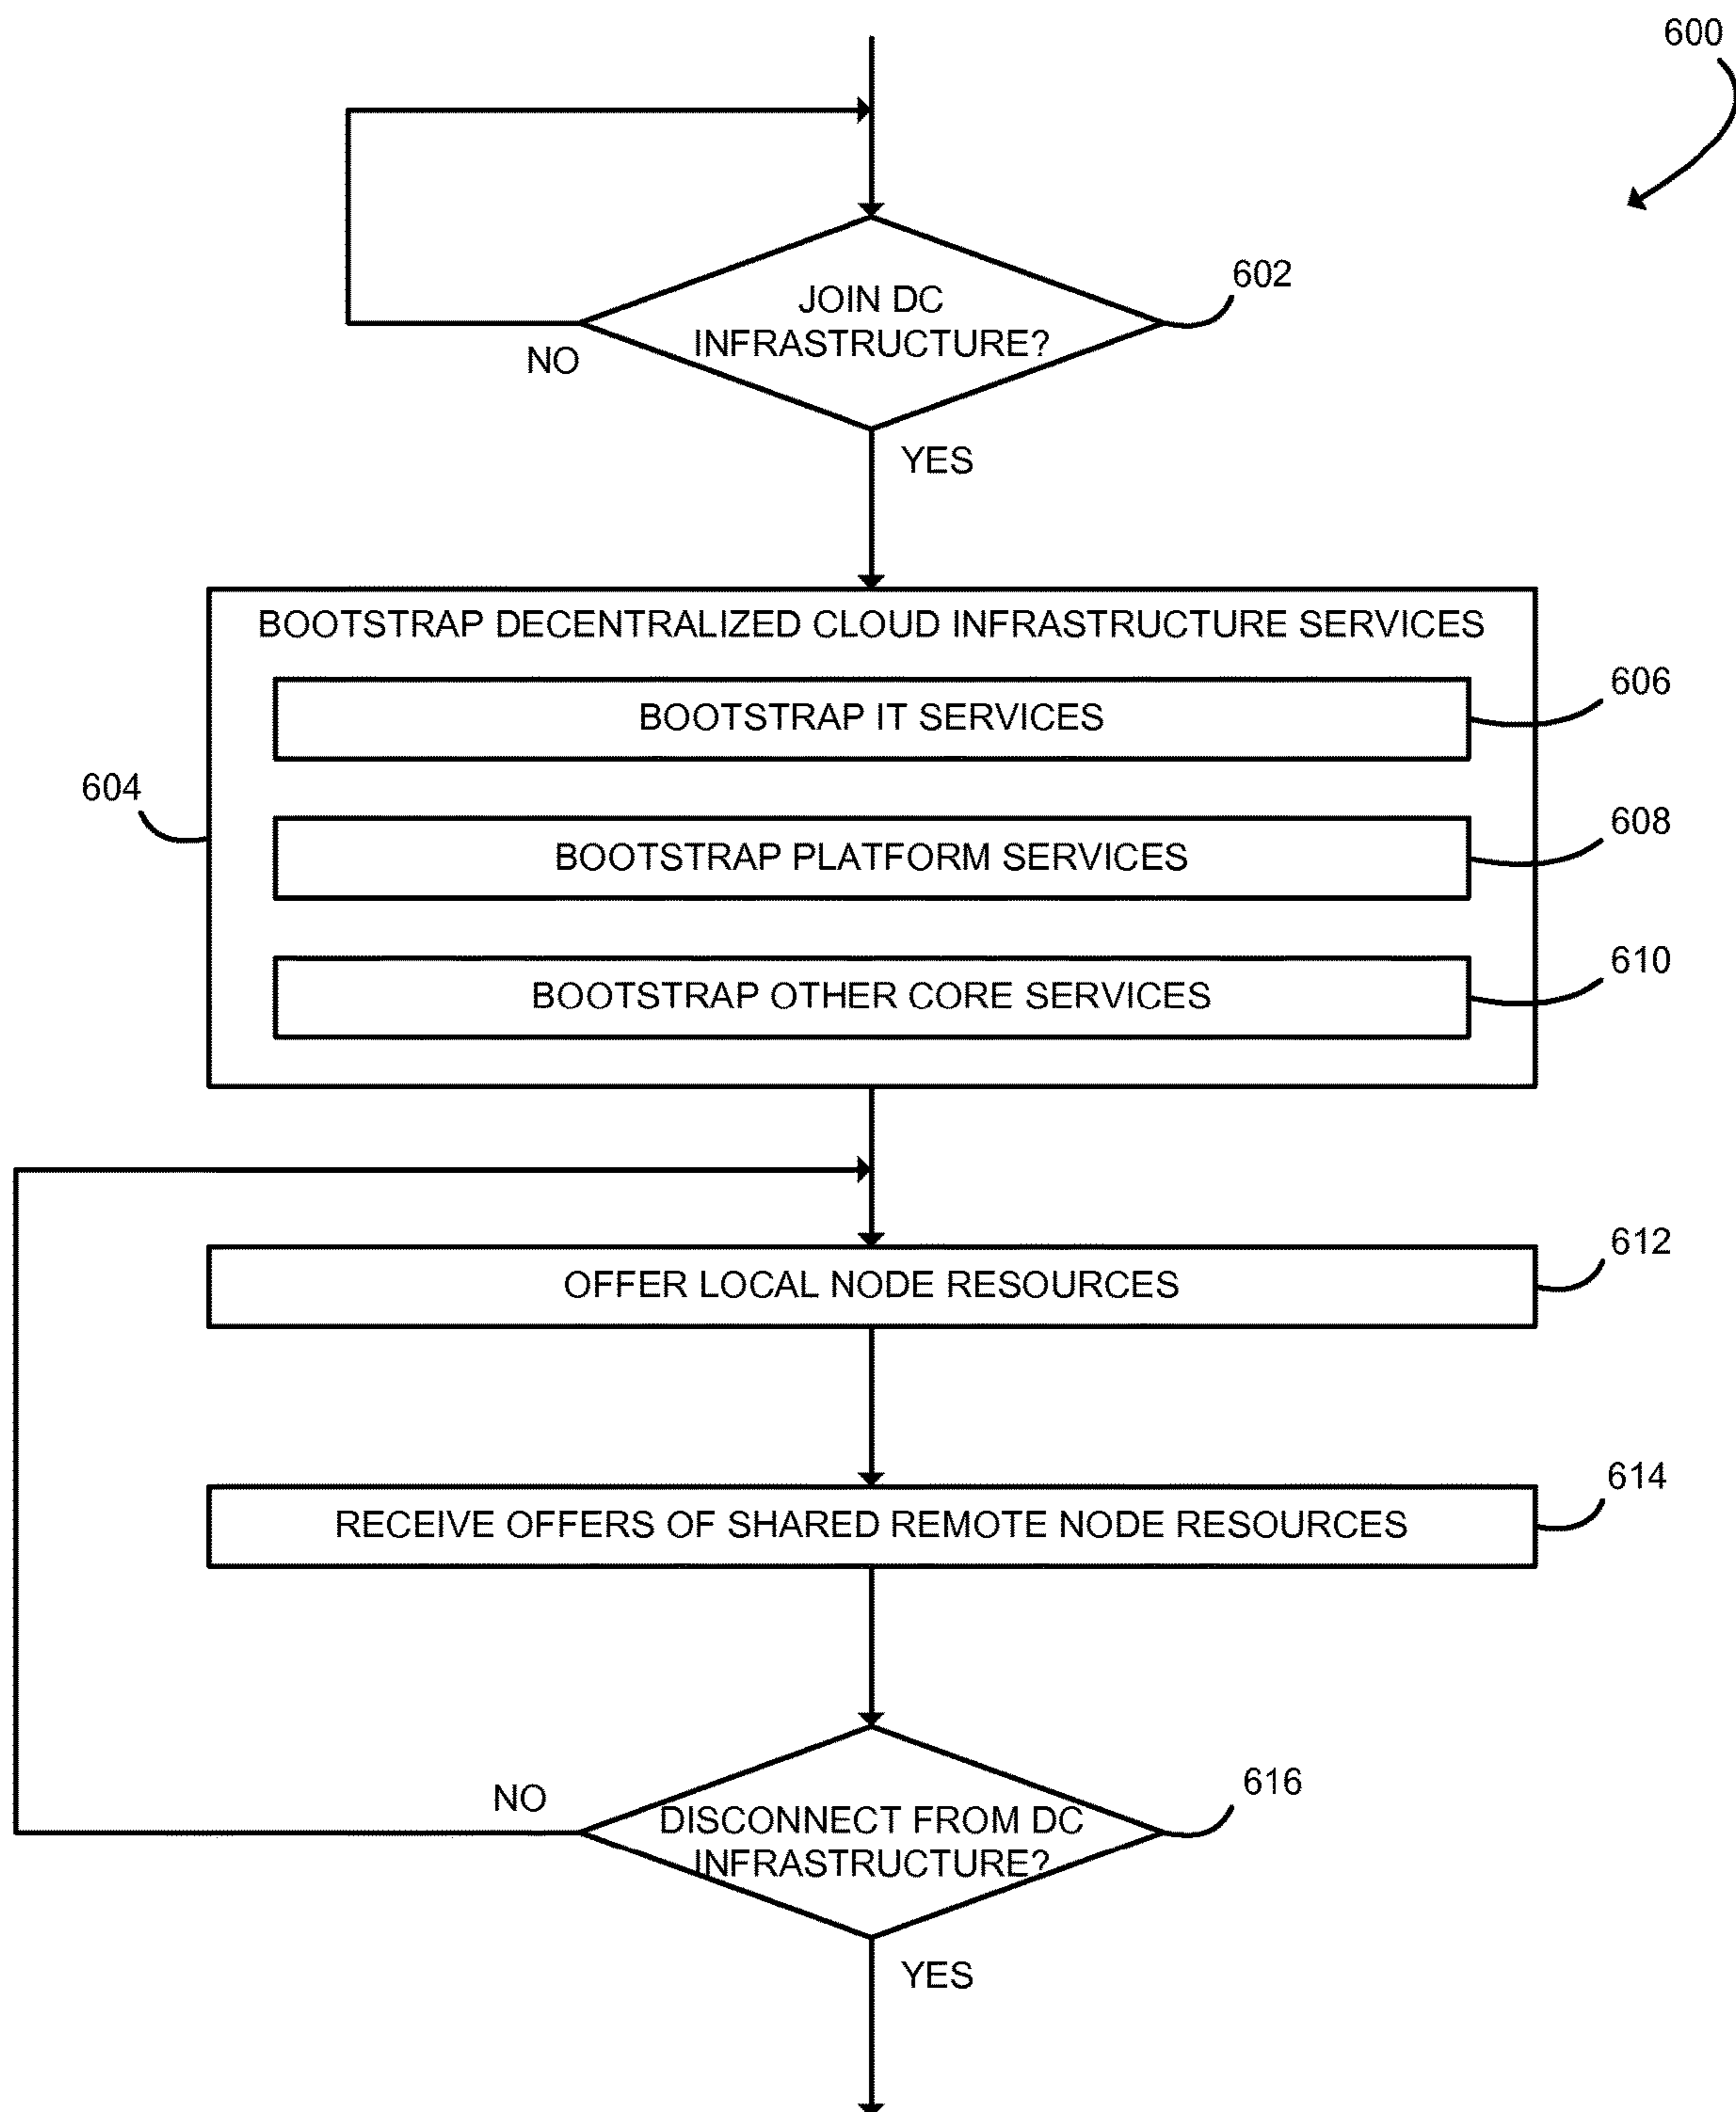 600
JOIN DC
INFRASTRUCTURE?
602
NO
YES
BOOTSTRAP DECENTRALIZED CLOUD INFRASTRUCTURE SERVICES
606
BOOTSTRAP IT SERVICES
604
608
BOOTSTRAP PLATFORM SERVICES
610
BOOTSTRAP OTHER CORE SERVICES
612
OFFER LOCAL NODE RESOURCES
614
RECEIVE OFFERS OF SHARED REMOTE NODE RESOURCES
NO
616
DISCONNECT FROM DC
INFRASTRUCTURE?
YES